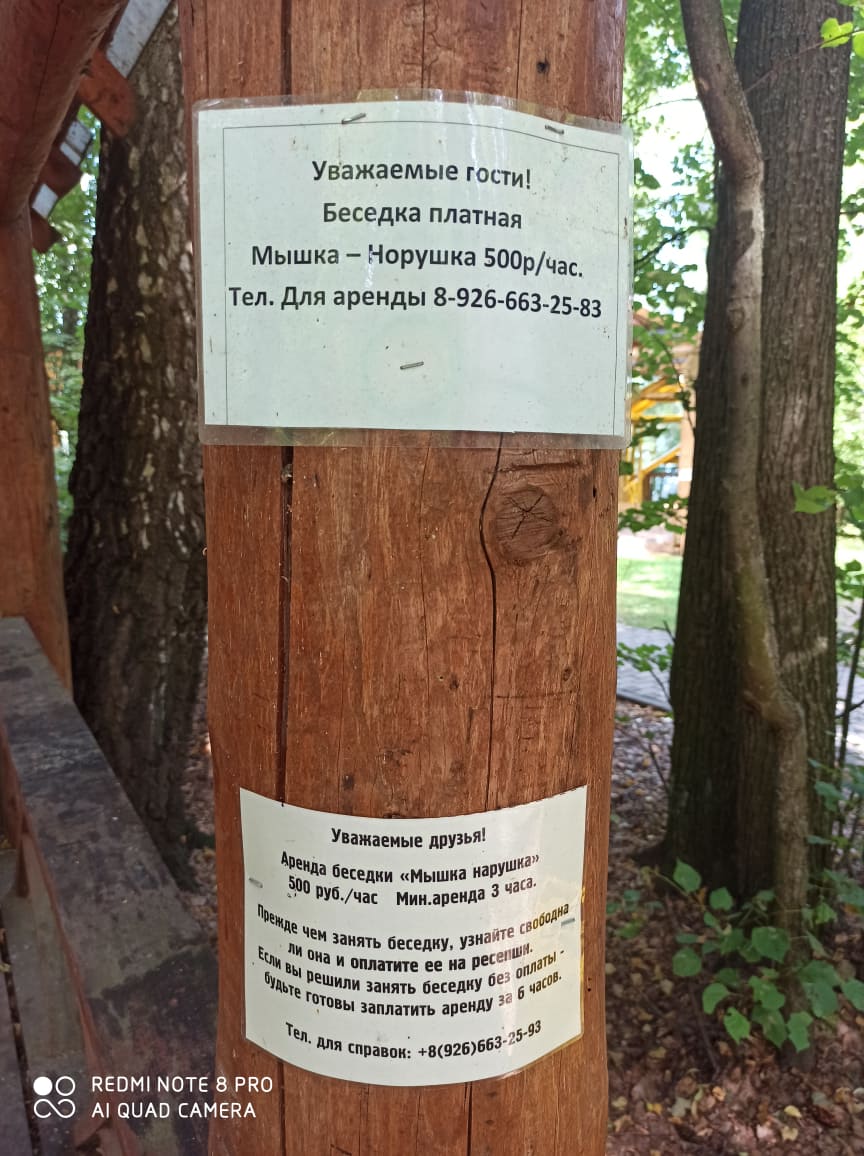 Уважаемые гости!
Беседка платная
Мышка – Норушка 500р/час.
Тел. Для аренды 8-926-663-25-83
Уважаемые друзья!
Аренда беседки «Мышка нарушка»
500 руб./час Мин.аренда 3 часа.
Прежде чем занять беседку, узнайте свободна
ли она и оплатите ее на ресепшн.
Если вы решили занять беседку без оплаты -
будьте готовы заплатить аренду за 6 часов.
Тел. для справок: +8(926)663-25-93
REDMI NOTE 8 PRO
AI QUAD CAMERA